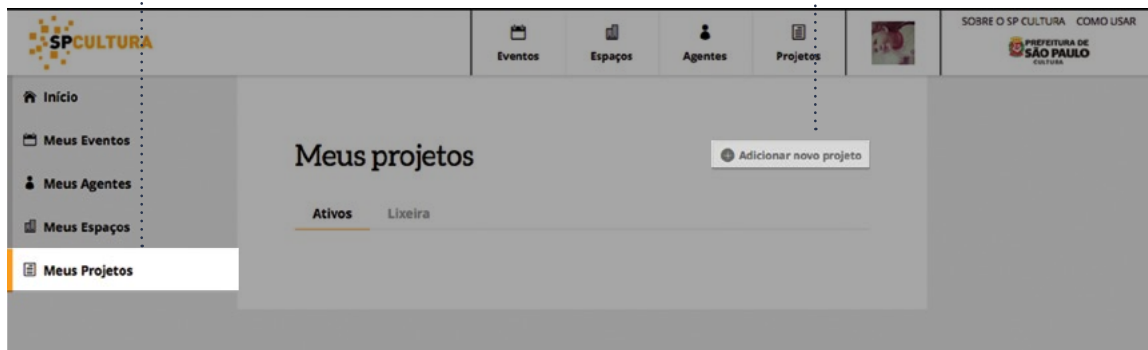 SPCULTURA
Eventos
Espaços
Agentes
Projetos
SOBRE O SP CULTURA COMO USAR
PREFEITURA DE
SÃO PAULO
CULTURA
Início
Meus Eventos
Meus Agentes
Meus Espaços
Meus Projetos
Meus projetos
Adicionar novo projeto
Ativos Lixeira